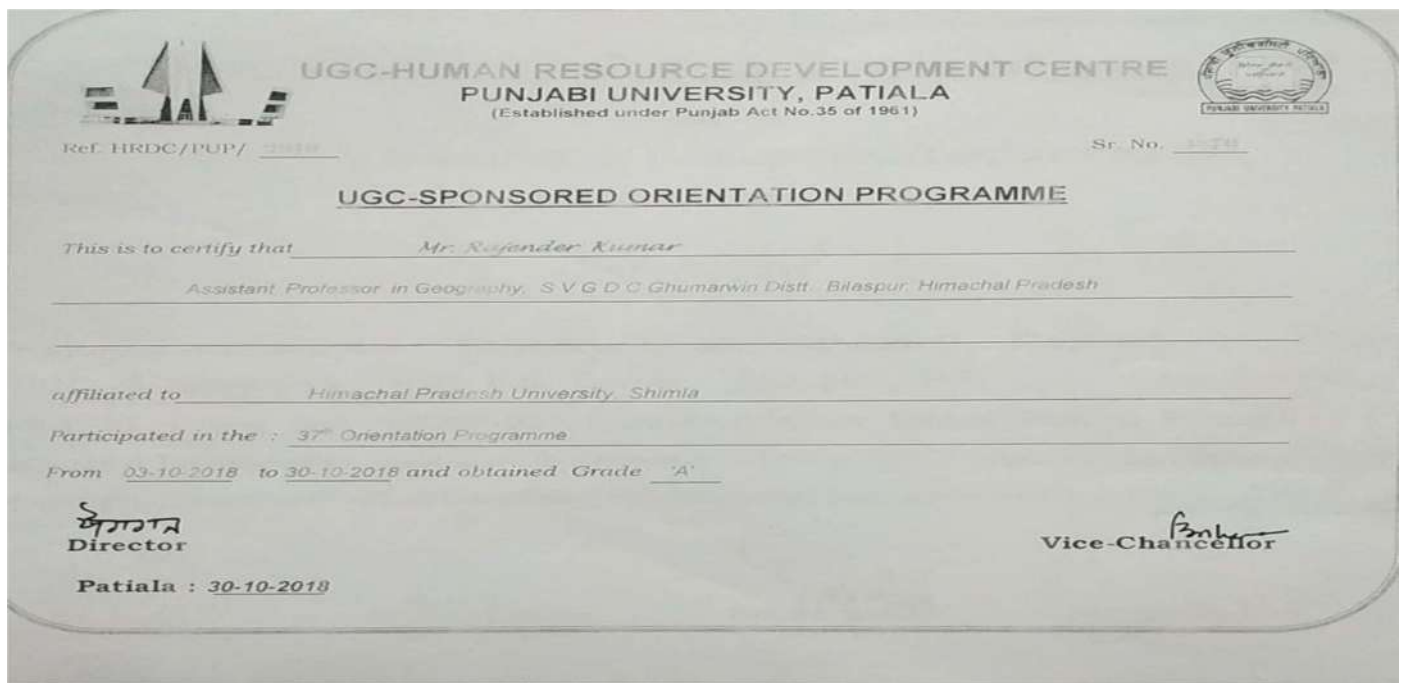 UGC-HUMAN RESOURCE DEVELOPMENT CENTRE
PUNJABI UNIVERSITY, PATIALA
(Established under Punjab Act No.35 of 1961)
PUNJABI UNIVERSITY PATIALA
Ref. HRDC/PUP/
Sr. No.
UGC-SPONSORED ORIENTATION PROGRAMME
This is to certify that Mr. Rajender Kumar
Assistant Professor in Geography, S V G D C Ghumarwin Distt. Bilaspur, Himachal Pradesh
affiliated to Himachal Pradesh University, Shimla
Participated in the : 37th Orientation Programme
From 03-10-2018 to 30-10-2018 and obtained Grade 'A'
Director
Vice-Chancellor
Patiala : 30-10-2018